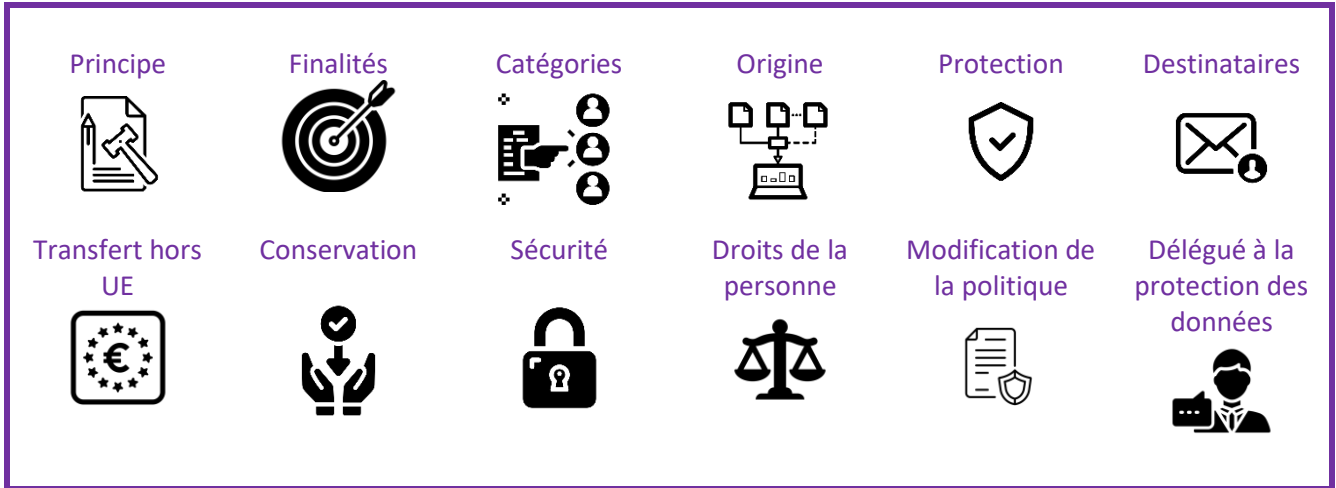 Principe
Finalités
Catégories
Origine
Protection
Destinataires
Transfert hors
UE
Conservation
Sécurité
Droits de la
personne
Modification de
la politique
Délégué à la
protection des
données